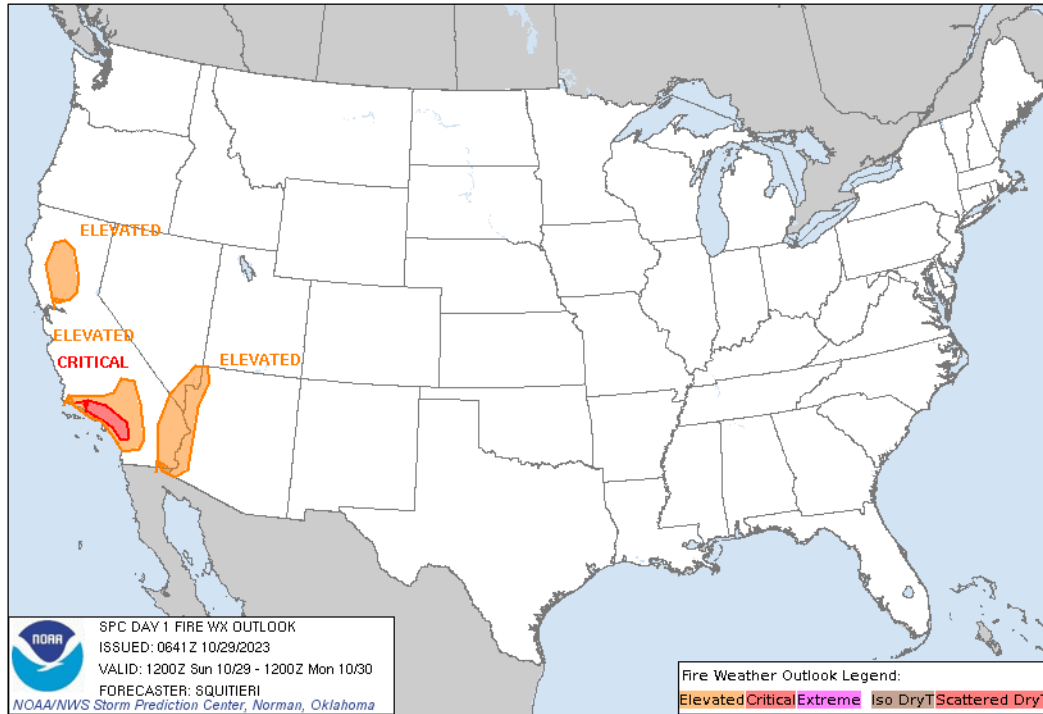 ELEVATED
ELEVATED
CRITICAL
ELEVATED
NOAA
SPC DAY 1 FIRE WX OUTLOOK
ISSUED: 0641Z 10/29/2023
VALID: 1200Z Sun 10/29 - 1200Z Mon 10/30
FORECASTER: SQUITIERI
NOAA/NWS Storm Prediction Center, Norman, Oklahoma
Fire Weather Outlook Legend:
Elevated Critical Extreme Iso DryT Scattered DryT